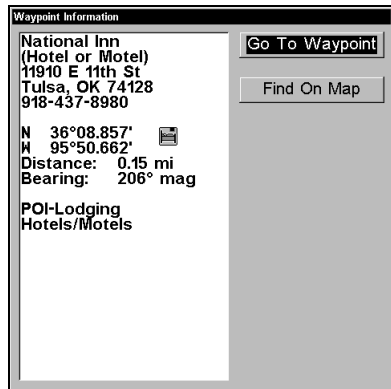 Waypoint Information
National Inn
(Hotel or Motel)
11910 E 11th St
Tulsa, OK 74128
918-437-8980
N 36°08.857'
W 95°50.662'
Distance: 0.15 mi
Bearing: 206° mag
POI-Lodging
Hotels/Motels
Go To Waypoint
Find On Map